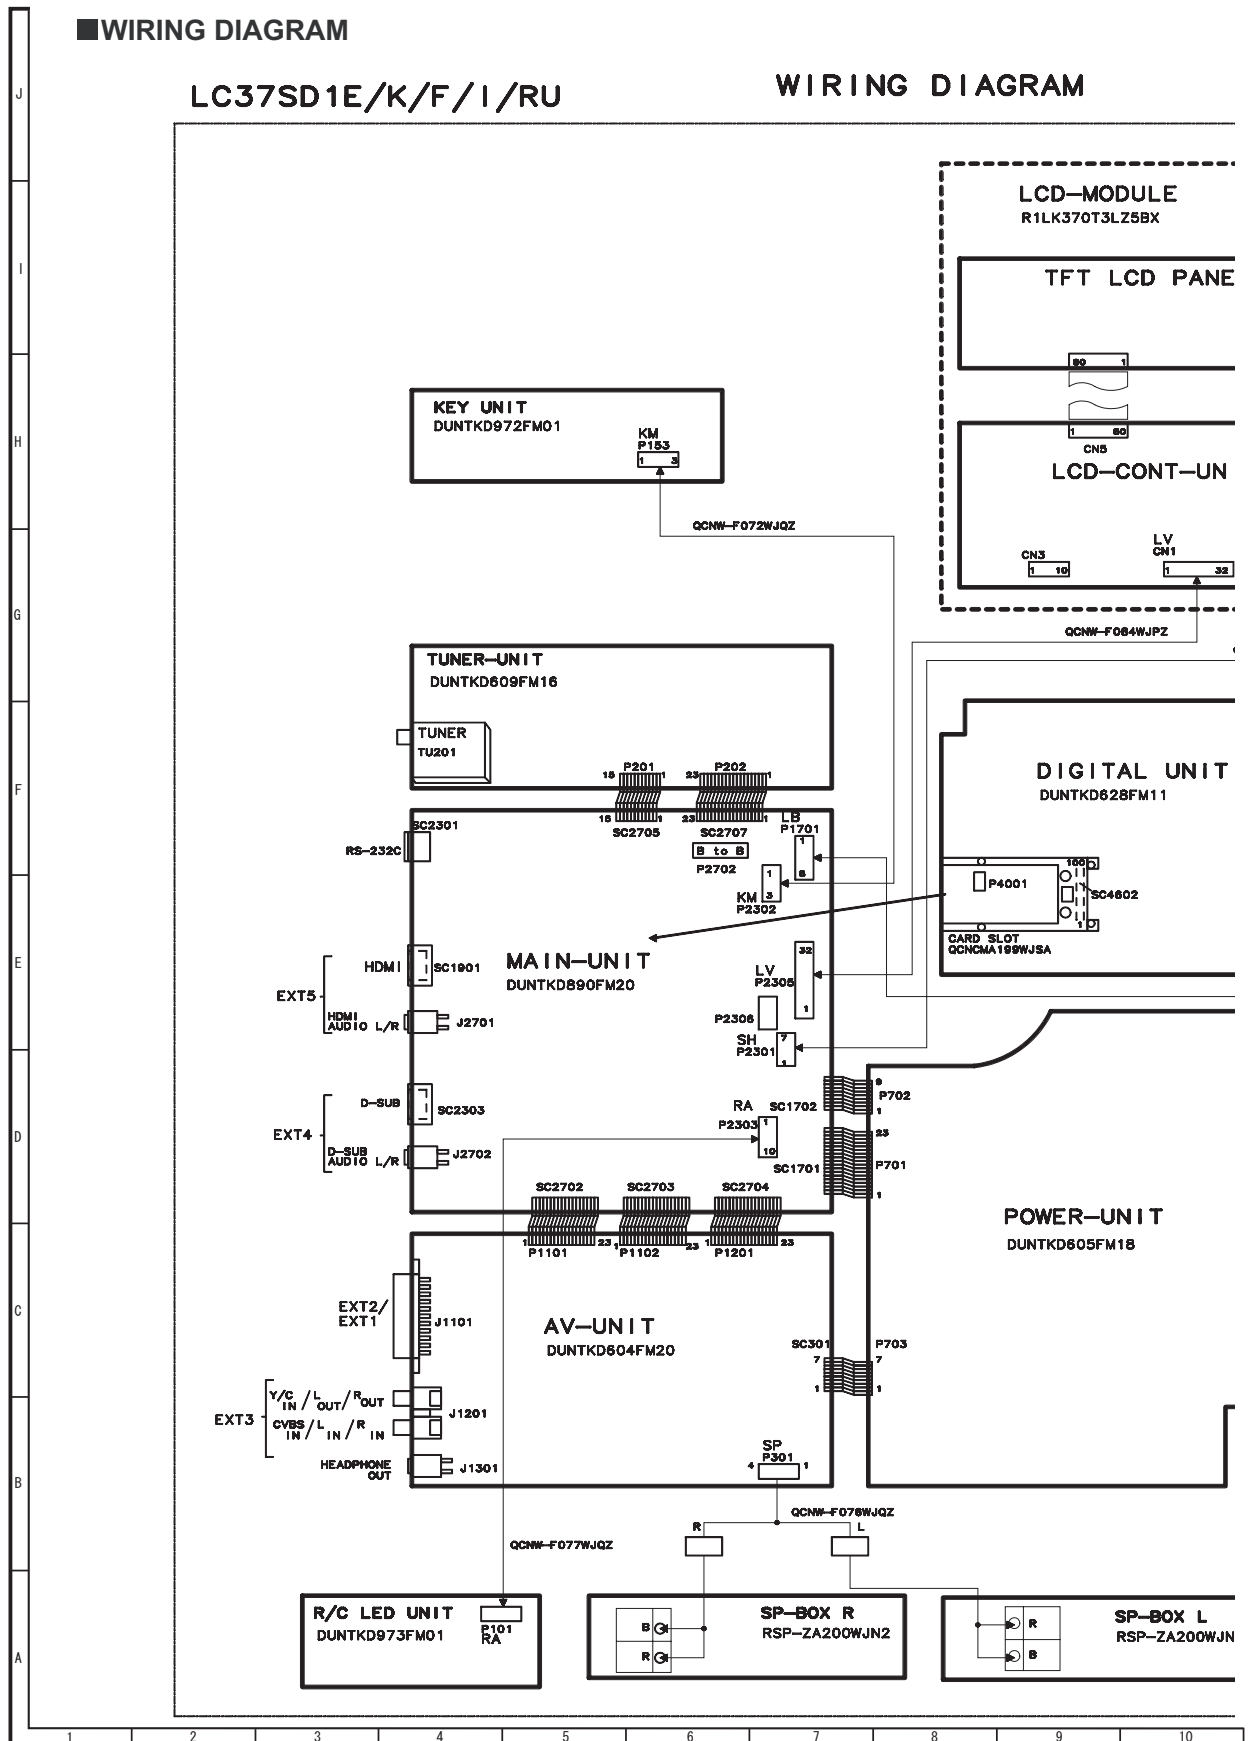 ■WIRING DIAGRAM
LC37SD1E/K/F/I/RU
WIRING DIAGRAM
J
I
H
G
F
E
D
C
B
A
LCD-MODULE
R1LK370T3LZ5BX
TFT LCD PANE
80 1
1 80
CN5
LCD-CONT-UN
CN3
1 10
LV
CN1
1 32
KEY UNIT
DUNTKD972FM01
KM
P153
1 3
QCNW-F072WJQZ
QCNW-F064WJPZ
TUNER-UNIT
DUNTKD609FM16
TUNER
TU201
P201
15 1
P202
23 1
15 1
SC2705
23 1
SC2707
B to B
P2702
LB
P1701
1
6
1
3
KM
P2302
SC2301
RS-232C
DIGITAL UNIT
DUNTKD628FM11
P4001
100
SC4602
1
CARD SLOT
QCNCMA199WJSA
MAIN-UNIT
DUNTKD890FM20
EXT5
HDMI
SC1901
HDMI
AUDIO L/R
J2701
LV
P2305
32
1
P2306
SH
P2301
7
1
EXT4
D-SUB
SC2303
D-SUB
AUDIO L/R
J2702
RA
P2303
1
10
SC1702
9
P702
1
SC1701
23
P701
1
SC2702
SC2703
SC2704
1 23
P1101
1 23
P1102
1 23
P1201
POWER-UNIT
DUNTKD605FM18
AV-UNIT
DUNTKD604FM20
EXT2/
EXT1
J1101
SC301
7
1
P703
7
1
EXT3
Y/C IN/L OUT/R OUT
CVBS IN/L IN/R IN
J1201
HEADPHONE
OUT
J1301
SP
P301
4 1
QCNW-F076WJQZ
R
L
QCNW-F077WJQZ
R/C LED UNIT
DUNTKD973FM01
P101
RA
SP-BOX R
RSP-ZA200WJN2
B
R
SP-BOX L
RSP-ZA200WJN
R
B
1 2 3 4 5 6 7 8 9 10